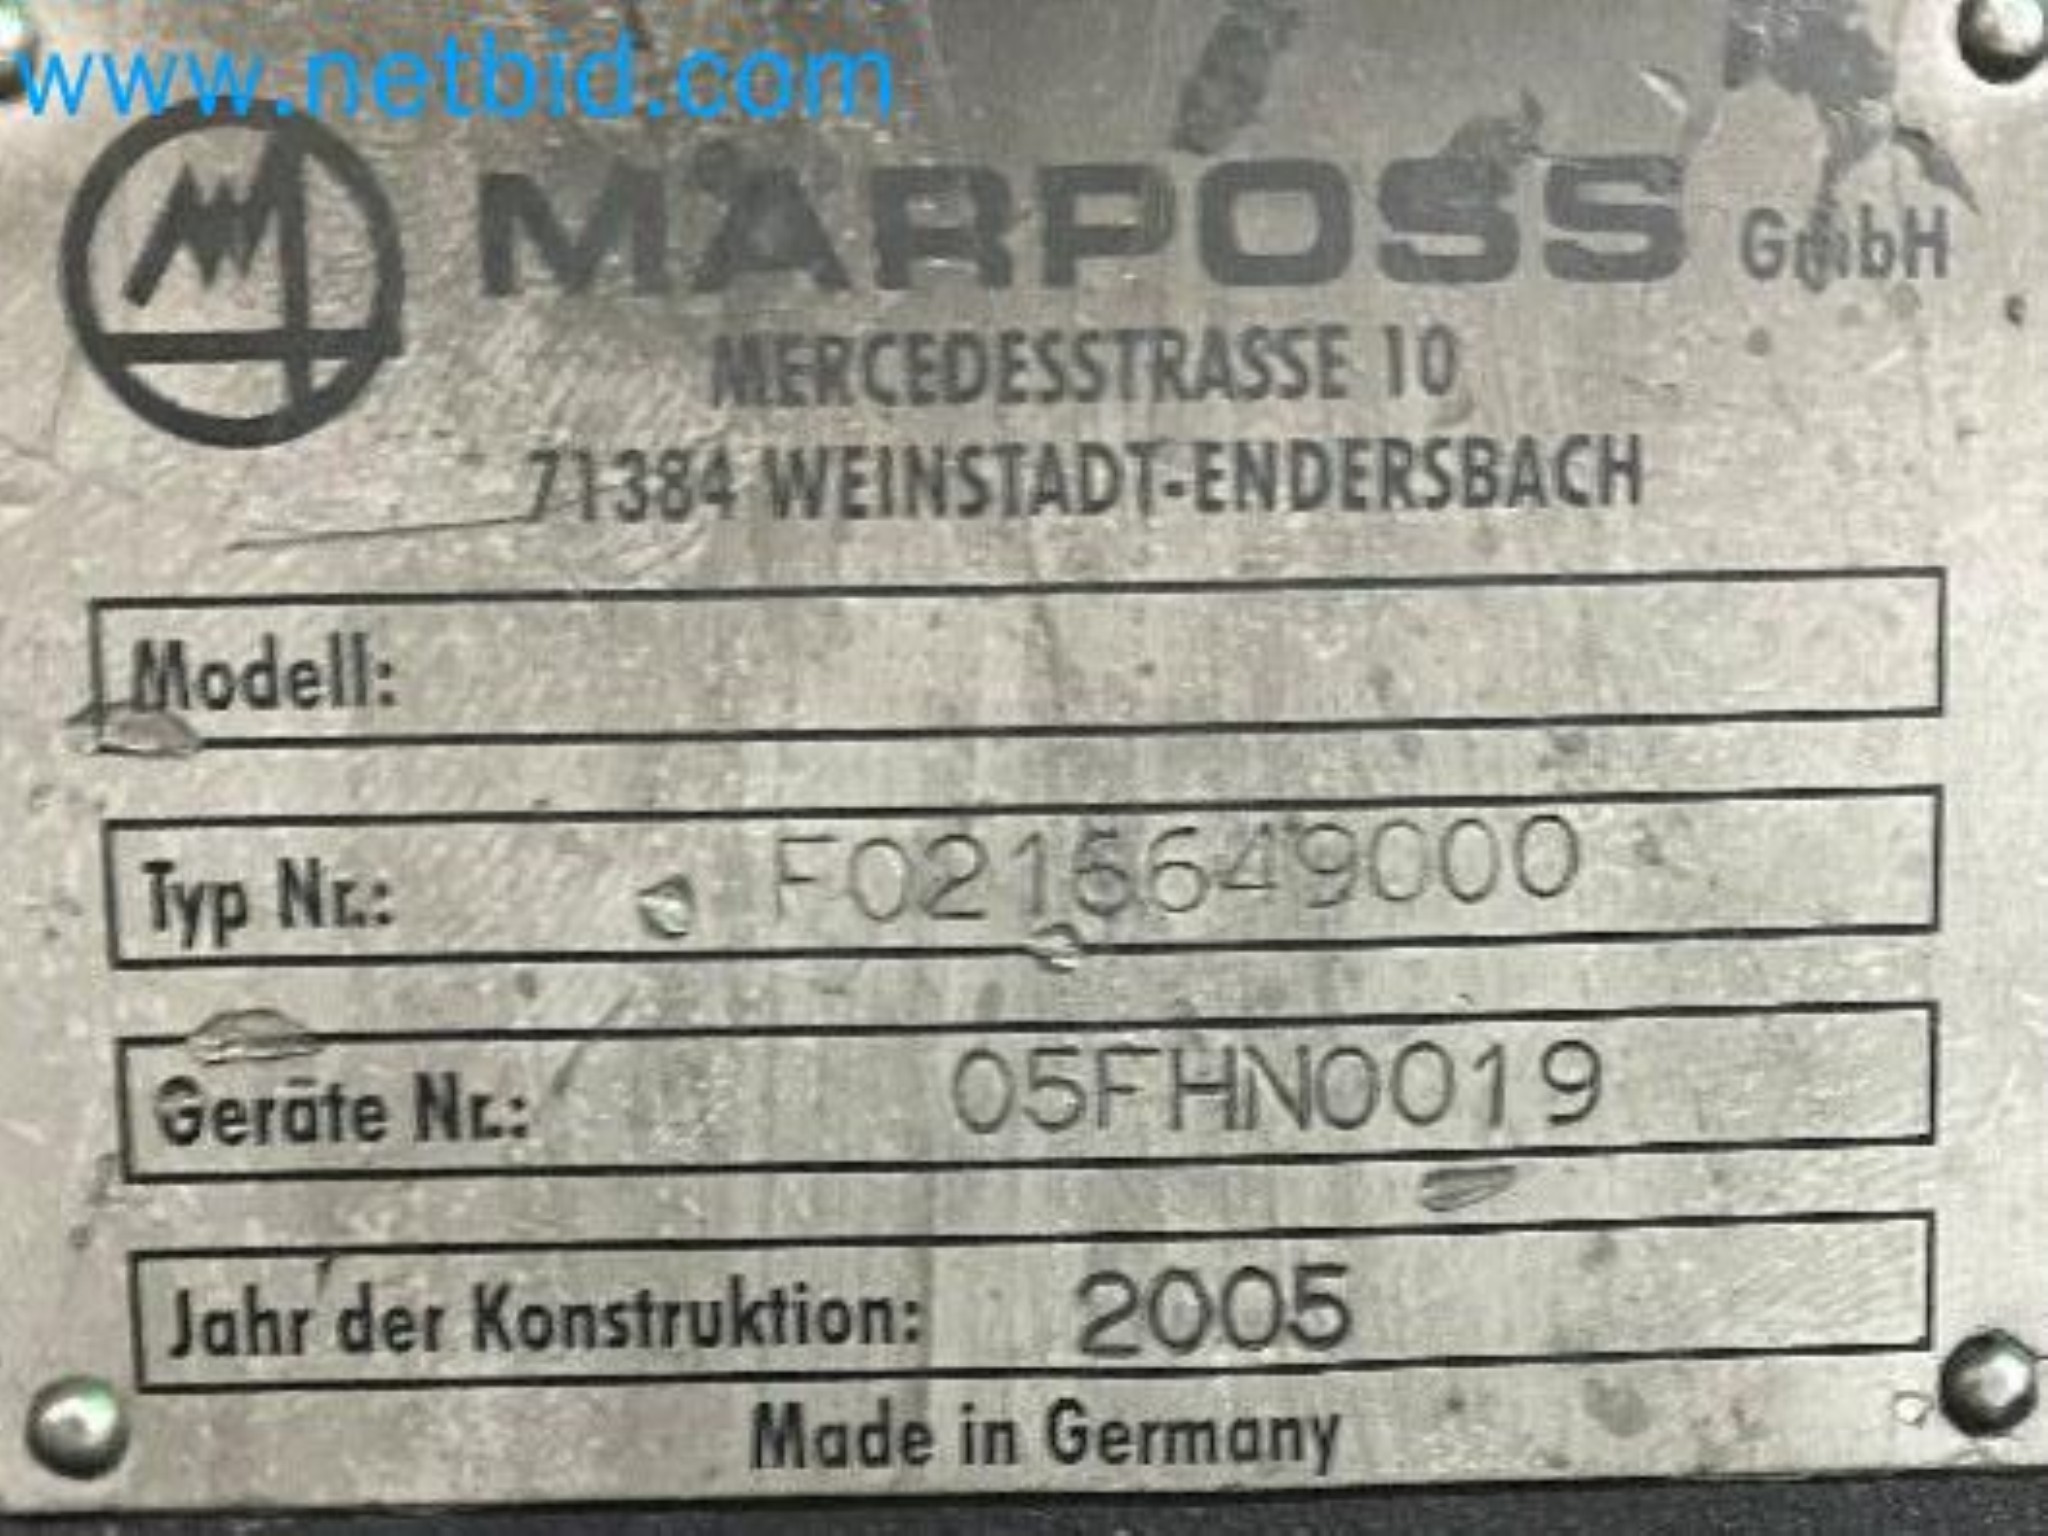 www.netbid.com
MARPOSS GmbH
MERCEDESSTRASSE 10
71384 WEINSTADT-ENDERSBACH
Modell:
Typ Nr.: F0216649000
Geräte Nr.: 05FHN0019
Jahr der Konstruktion: 2005
Made in Germany